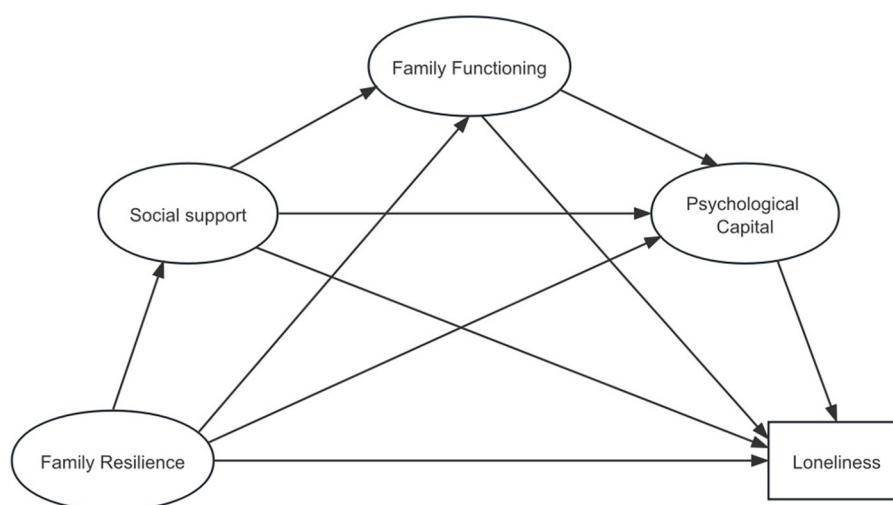 Family Functioning
Social support
Psychological
Capital
Family Resilience
Loneliness